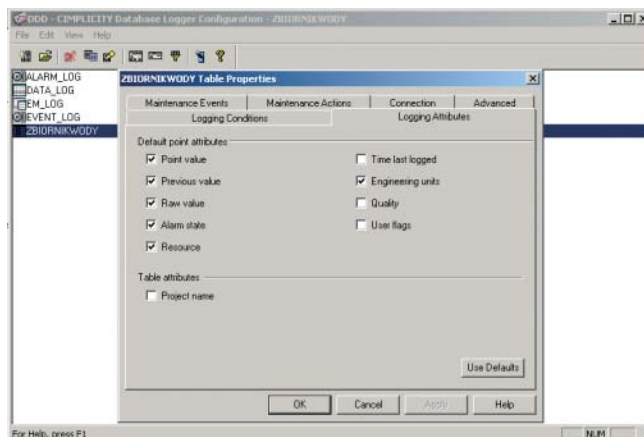 DDD - CIMPLICITY Database Logger Configuration - ZBIORNIKWODY
File Edit View Help
ALARM_LOG
DATA_LOG
EM_LOG
EVENT_LOG
ZBIORNIKWODY
ZBIORNIKWODY Table Properties
Maintenance Events Maintenance Actions Connection Advanced
Logging Conditions Logging Attributes
Default point attributes
Point value Time last logged
Previous value Engineering units
Raw value Quality
Alarm state User flags
Resource
Table attributes
Project name
Use Defaults
OK Cancel Apply Help
For Help, press F1 NUM